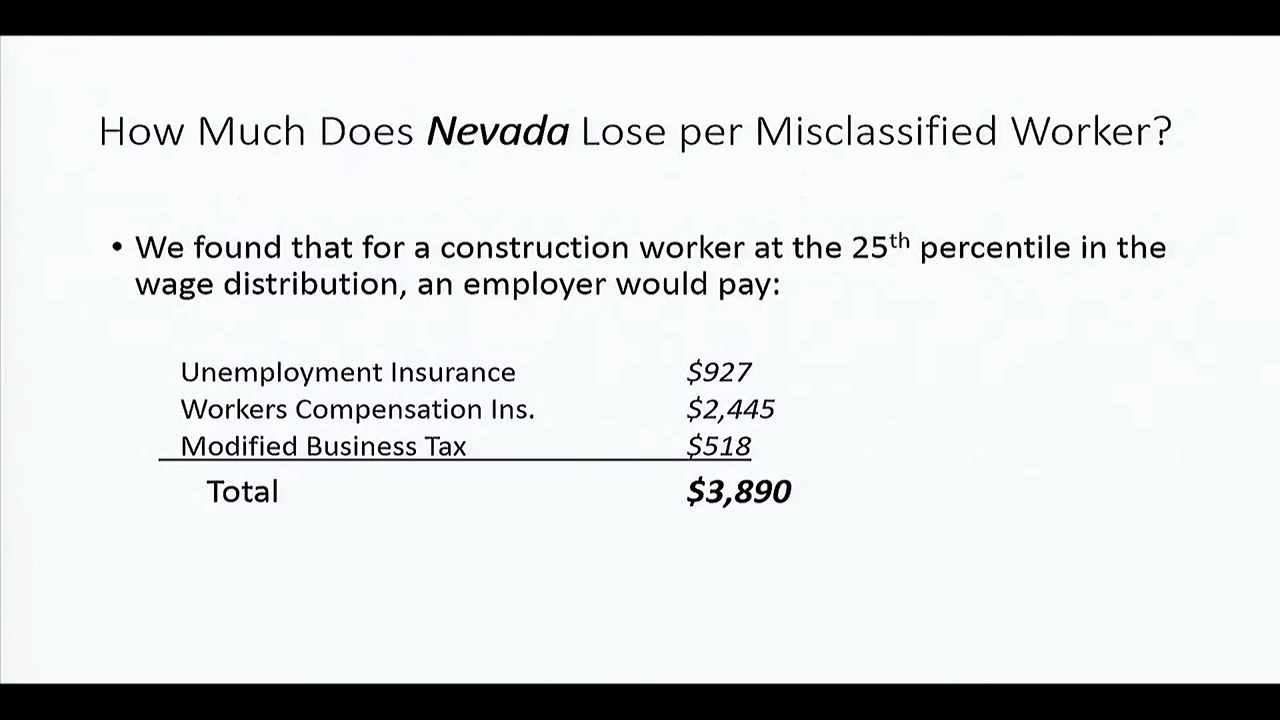 How Much Does Nevada Lose per Misclassified Worker?
• We found that for a construction worker at the 25th percentile in the
wage distribution, an employer would pay:
Unemployment Insurance $927
Workers Compensation Ins. $2,445
Modified Business Tax $518
Total $3,890